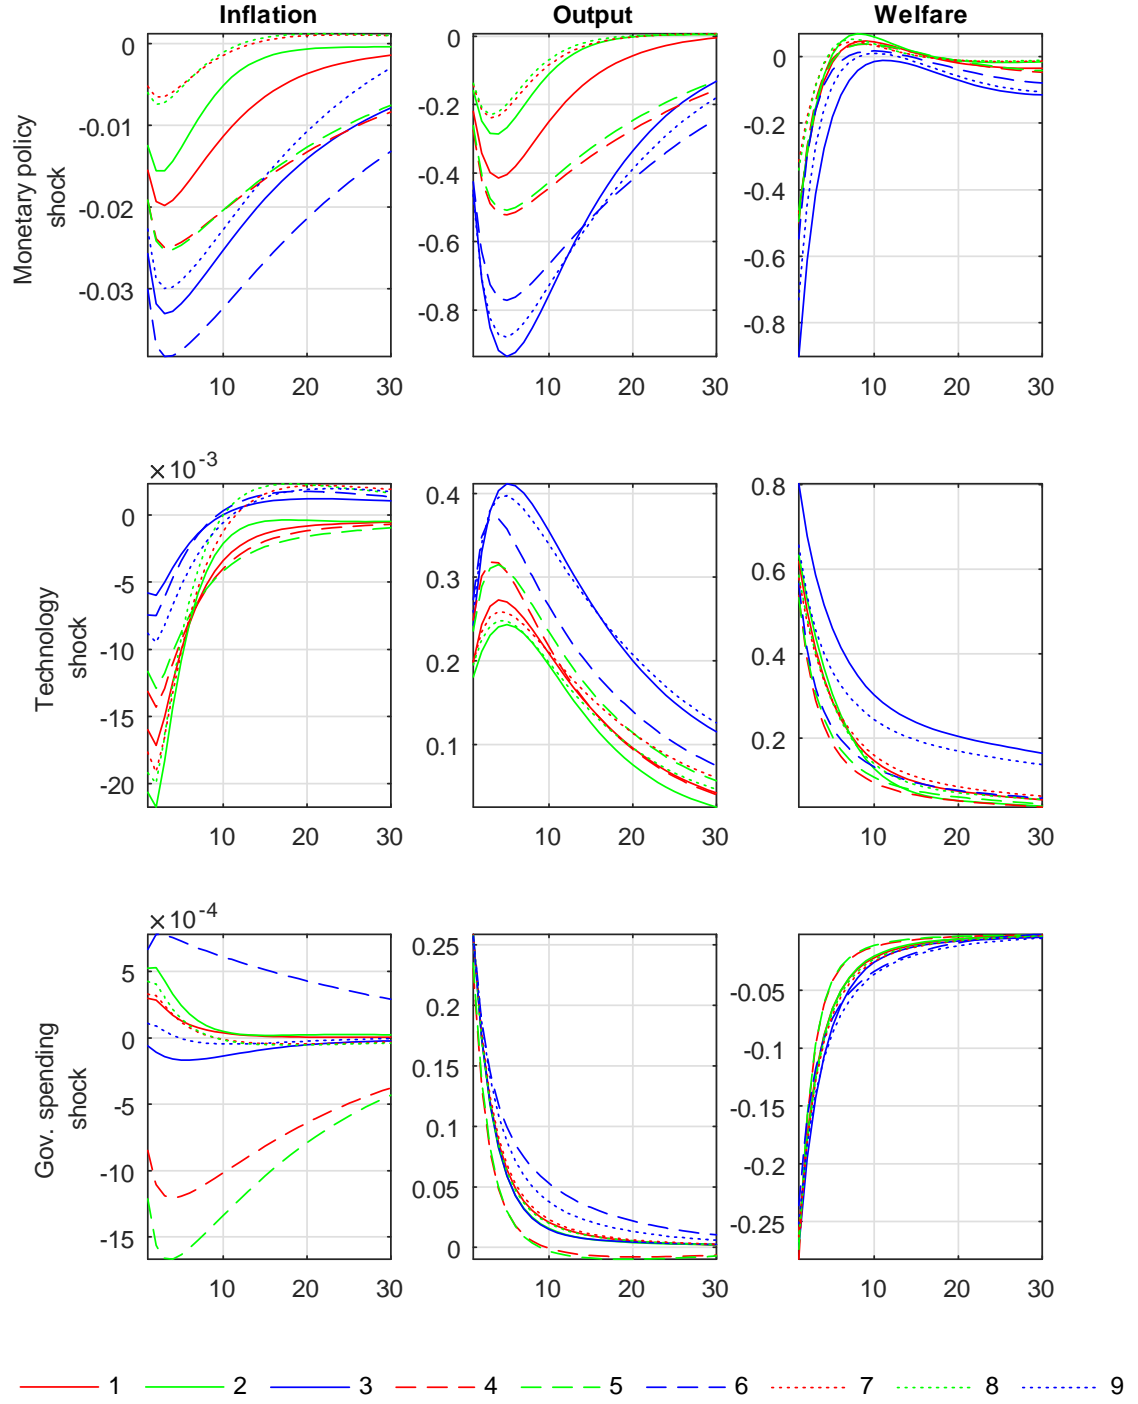 Inflation Output Welfare
Monetary policy
shock
0
-0.01
-0.02
-0.03
10 20 30
0
-0.2
-0.4
-0.6
-0.8
10 20 30
0
-0.2
-0.4
-0.6
-0.8
10 20 30
Technology
shock
×10-3
0
-5
-10
-15
-20
10 20 30
0.4
0.3
0.2
0.1
10 20 30
0.8
0.6
0.4
0.2
10 20 30
Gov. spending
shock
×10-4
5
0
-5
-10
-15
10 20 30
0.25
0.2
0.15
0.1
0.05
0
10 20 30
-0.05
-0.1
-0.15
-0.2
-0.25
10 20 30
1 2 3 4 5 6 7 8 9